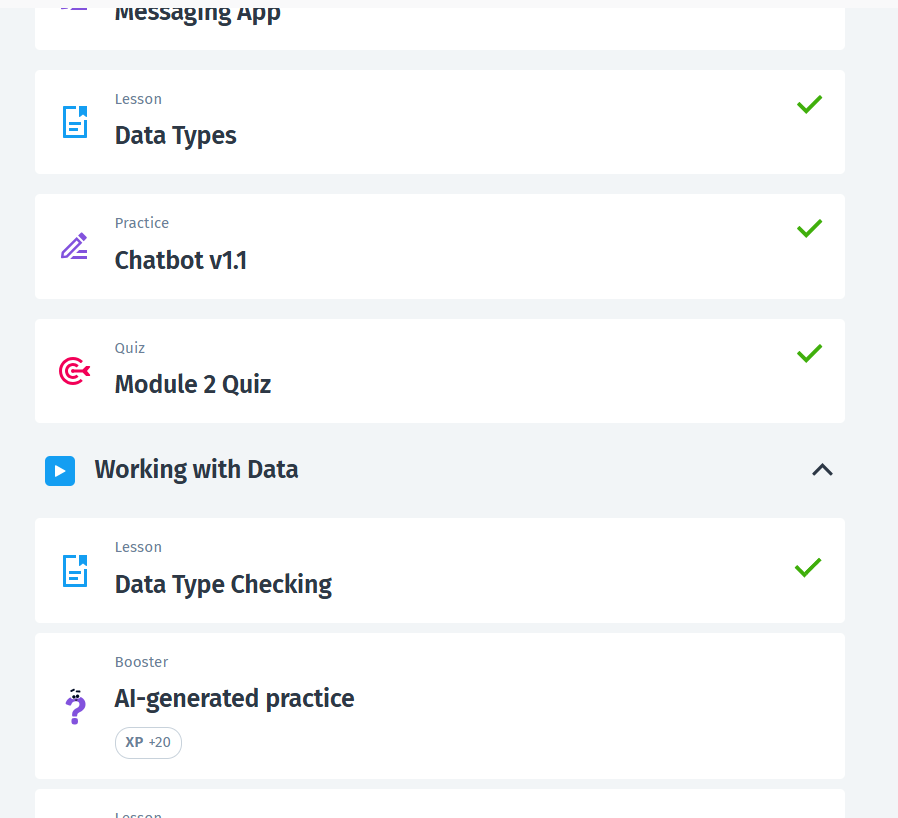 Messaging App
Lesson
Data Types
Practice
Chatbot v1.1
Quiz
Module 2 Quiz
Working with Data
Lesson
Data Type Checking
Booster
AI-generated practice
XP +20
Lesson